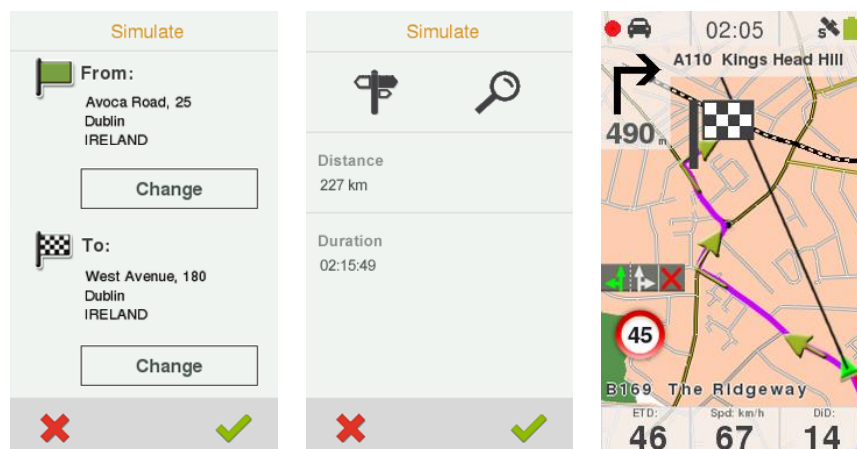 Simulate
From:
Avoca Road, 25
Dublin
IRELAND
Change
To:
West Avenue, 180
Dublin
IRELAND
Change
Simulate
Distance
227 km
Duration
02:15:49
02:05
S
A110 Kings Head Hill
490 m
45
B169 The Ridgeway
ETD: Spd: km/h DiD:
46 67 14